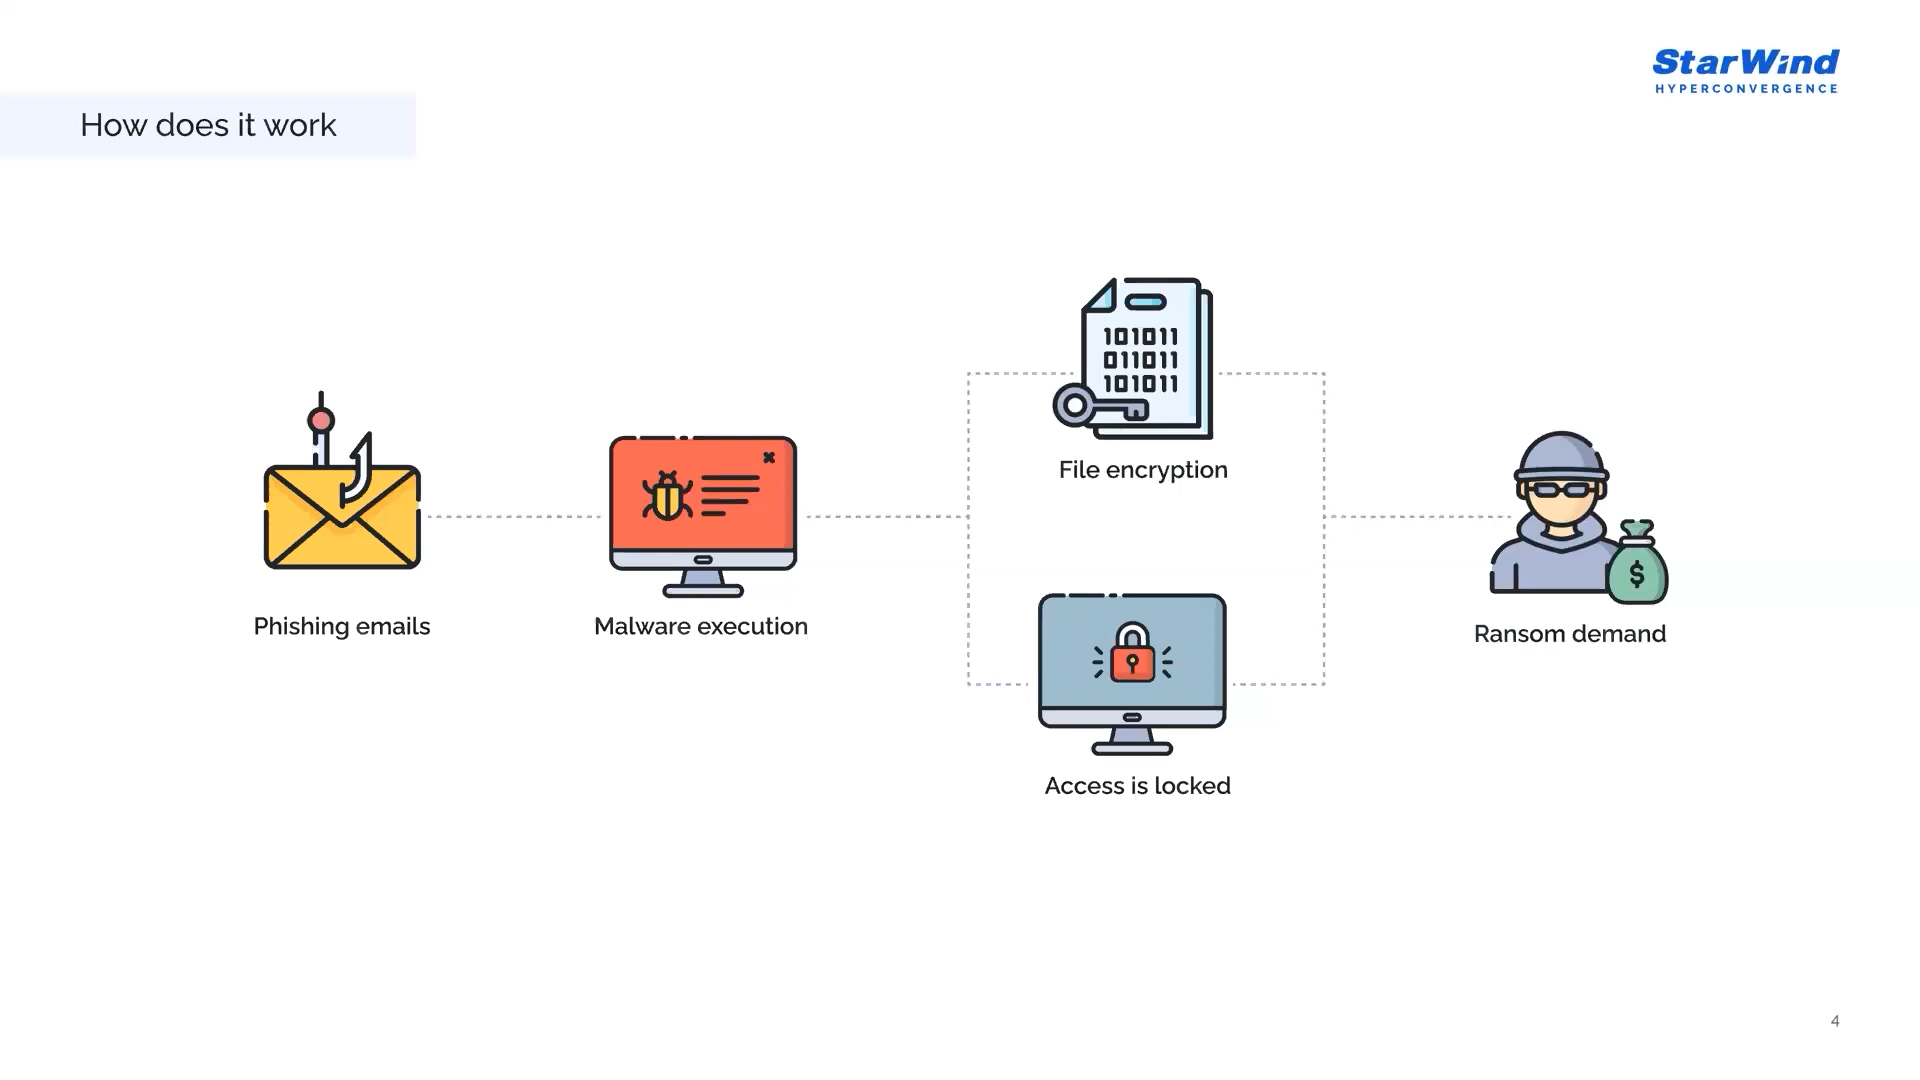 StarWind
HYPERCONVERGENCE
How does it work
101011
011011
101011
File encryption
$
Phishing emails
Malware execution
Ransom demand
Access is locked
4